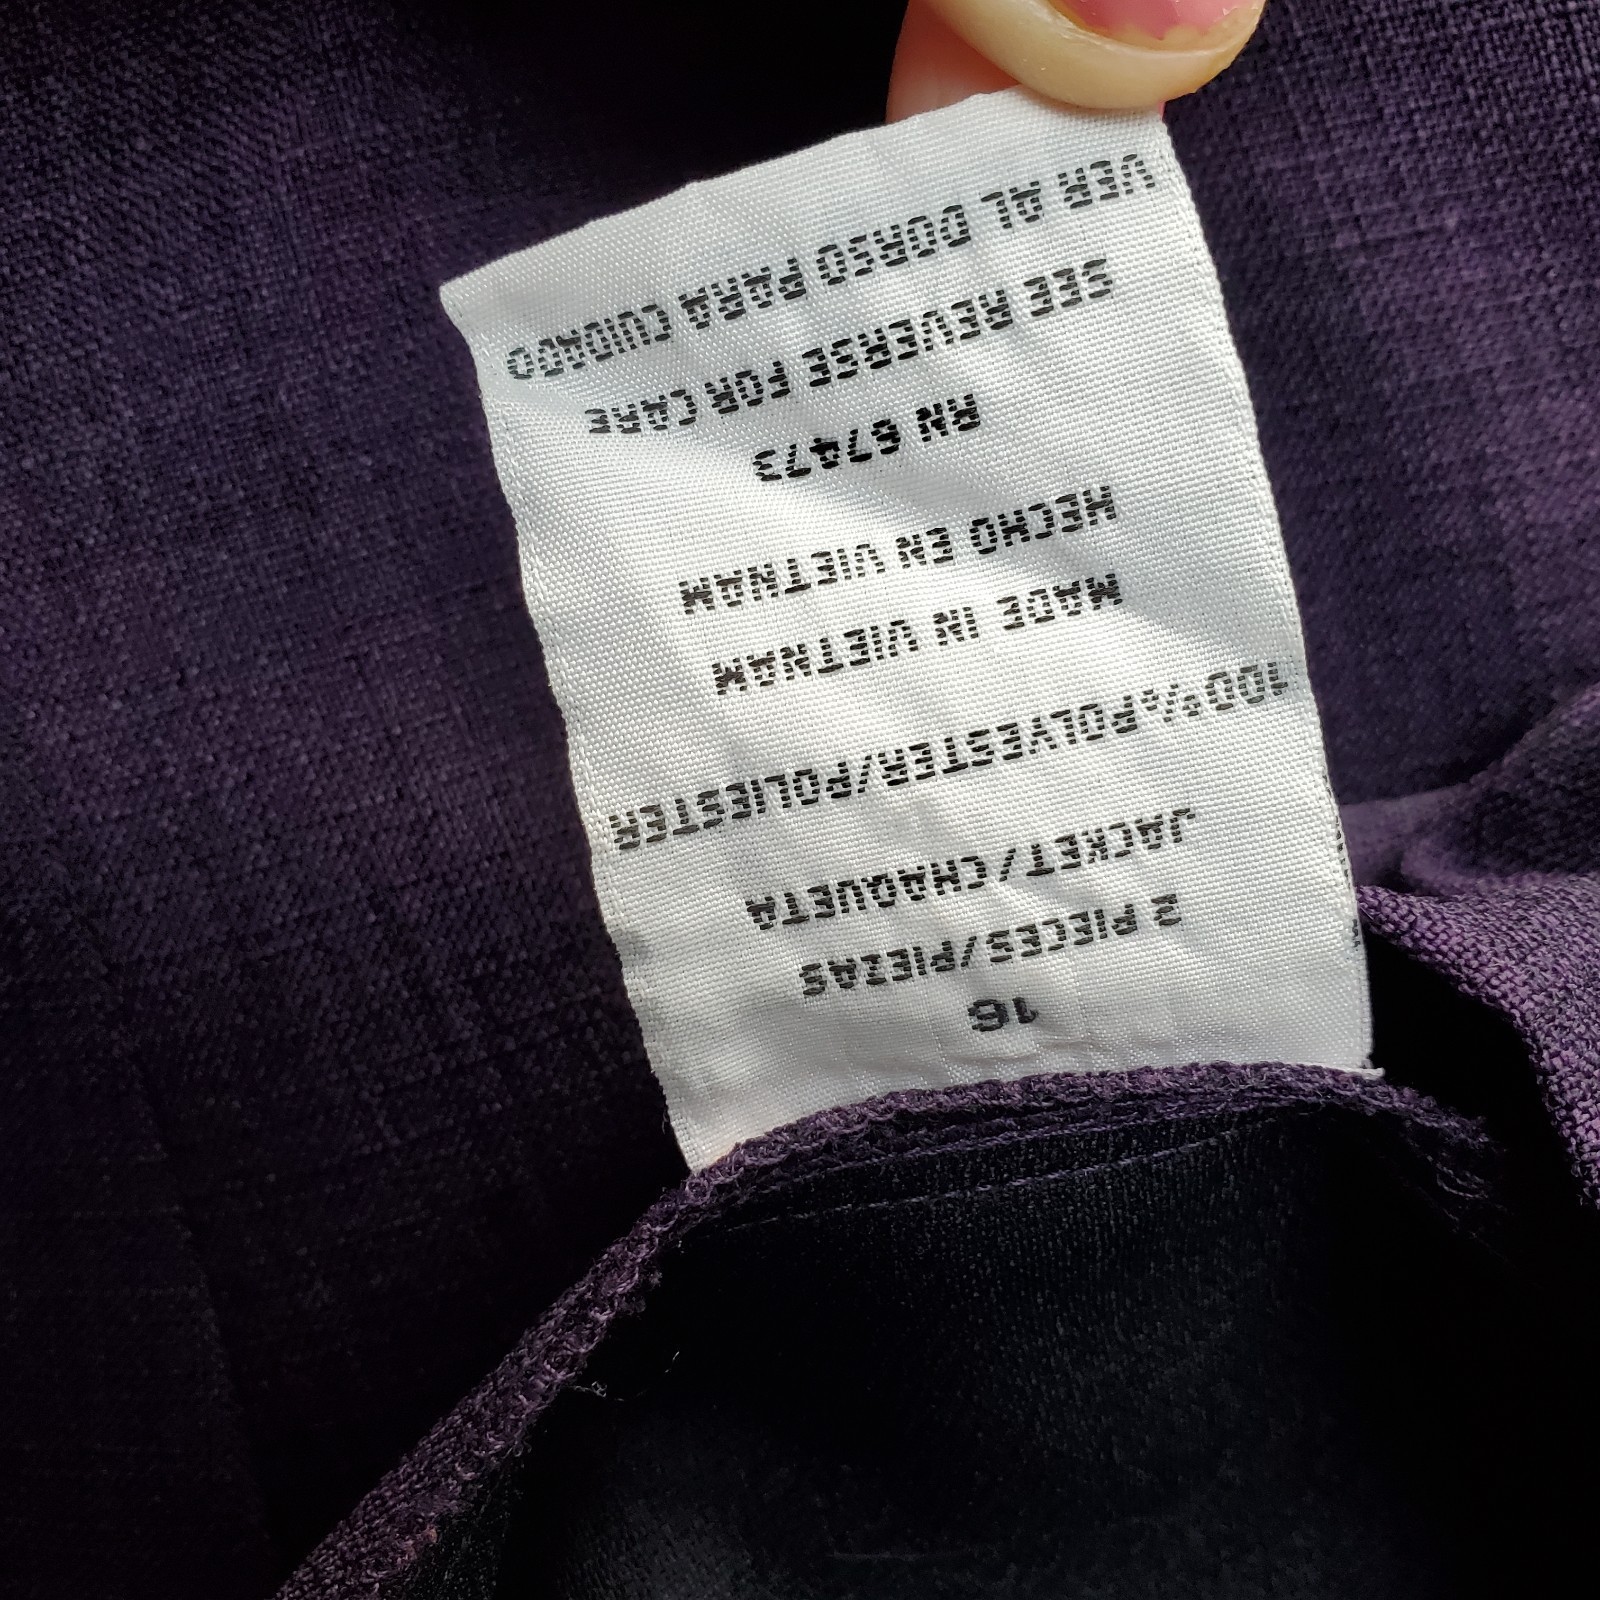 16
2 PIECES/PIEZAS
JACKET/CHAQUETA
100%POLYESTER/POLIESTER
MADE IN VIETNAM
HECHO EN VIETNAM
RN 67473
SEE REVERSE FOR CARE
VER AL DORSO PARA CUIDADO